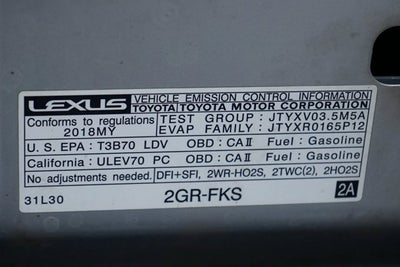 LEXUS VEHICLE EMISSION CONTROL INFORMATION
TOYOTA TOYOTA MOTOR CORPORATION
Conforms to regulations TEST GROUP : JTYXV03.5M5A
2018MY EVAP FAMILY : JTYXR0165P12
U.S. EPA : T3B70 LDV OBD : CAII Fuel : Gasoline
California : ULEV70 PC OBD : CAII Fuel : Gasoline
No adjustments needed. DFI+SFI, 2WR-HO2S, 2TWC(2), 2HO2S
31L30 2GR-FKS 2A